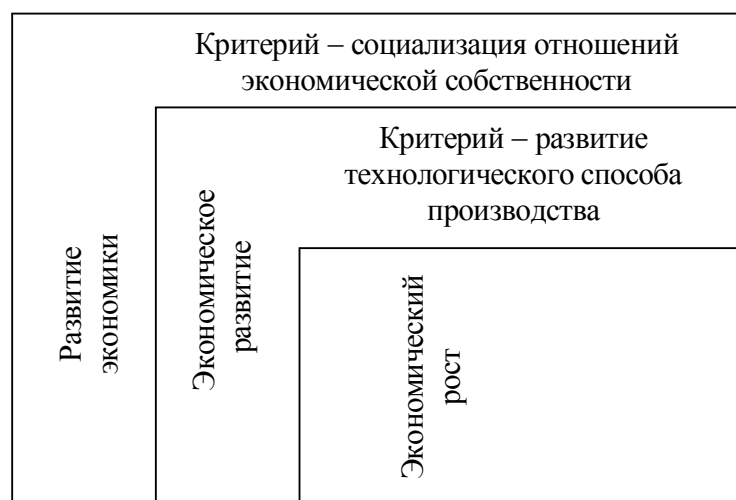 Критерий – социализация отношений
экономической собственности
Критерий – развитие
технологического способа
производства
Развитие
экономики
Экономическое
развитие
Экономический
рост